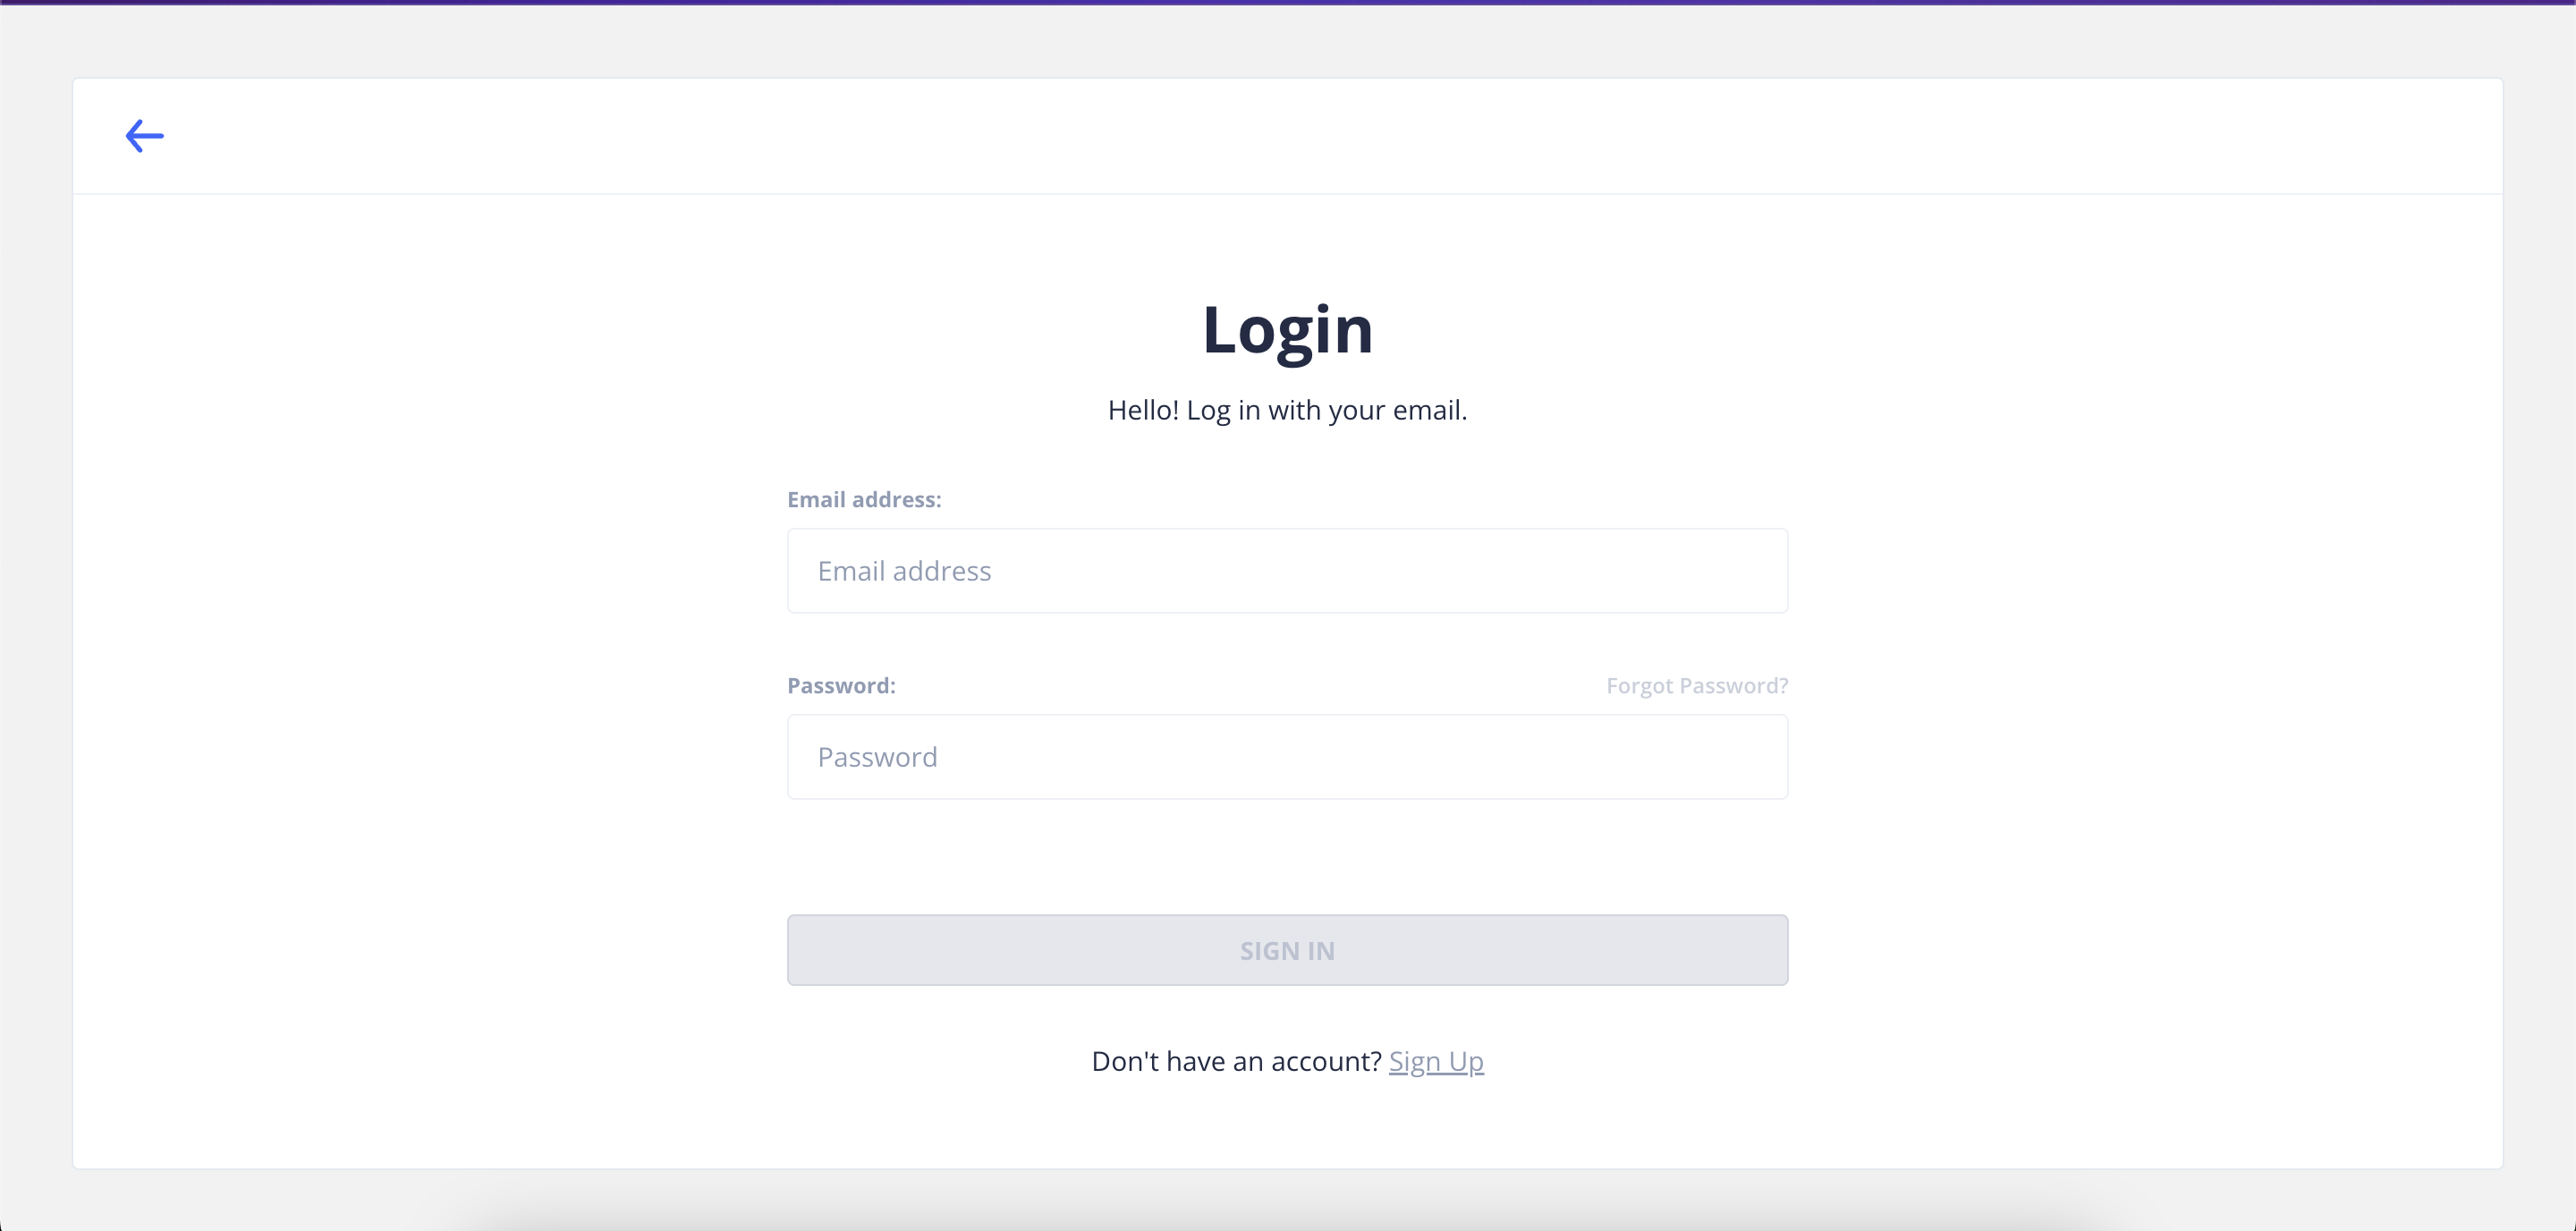 Login
Hello! Log in with your email.
Email address:
Email address
Password: Forgot Password?
Password
SIGN IN
Don't have an account? Sign Up